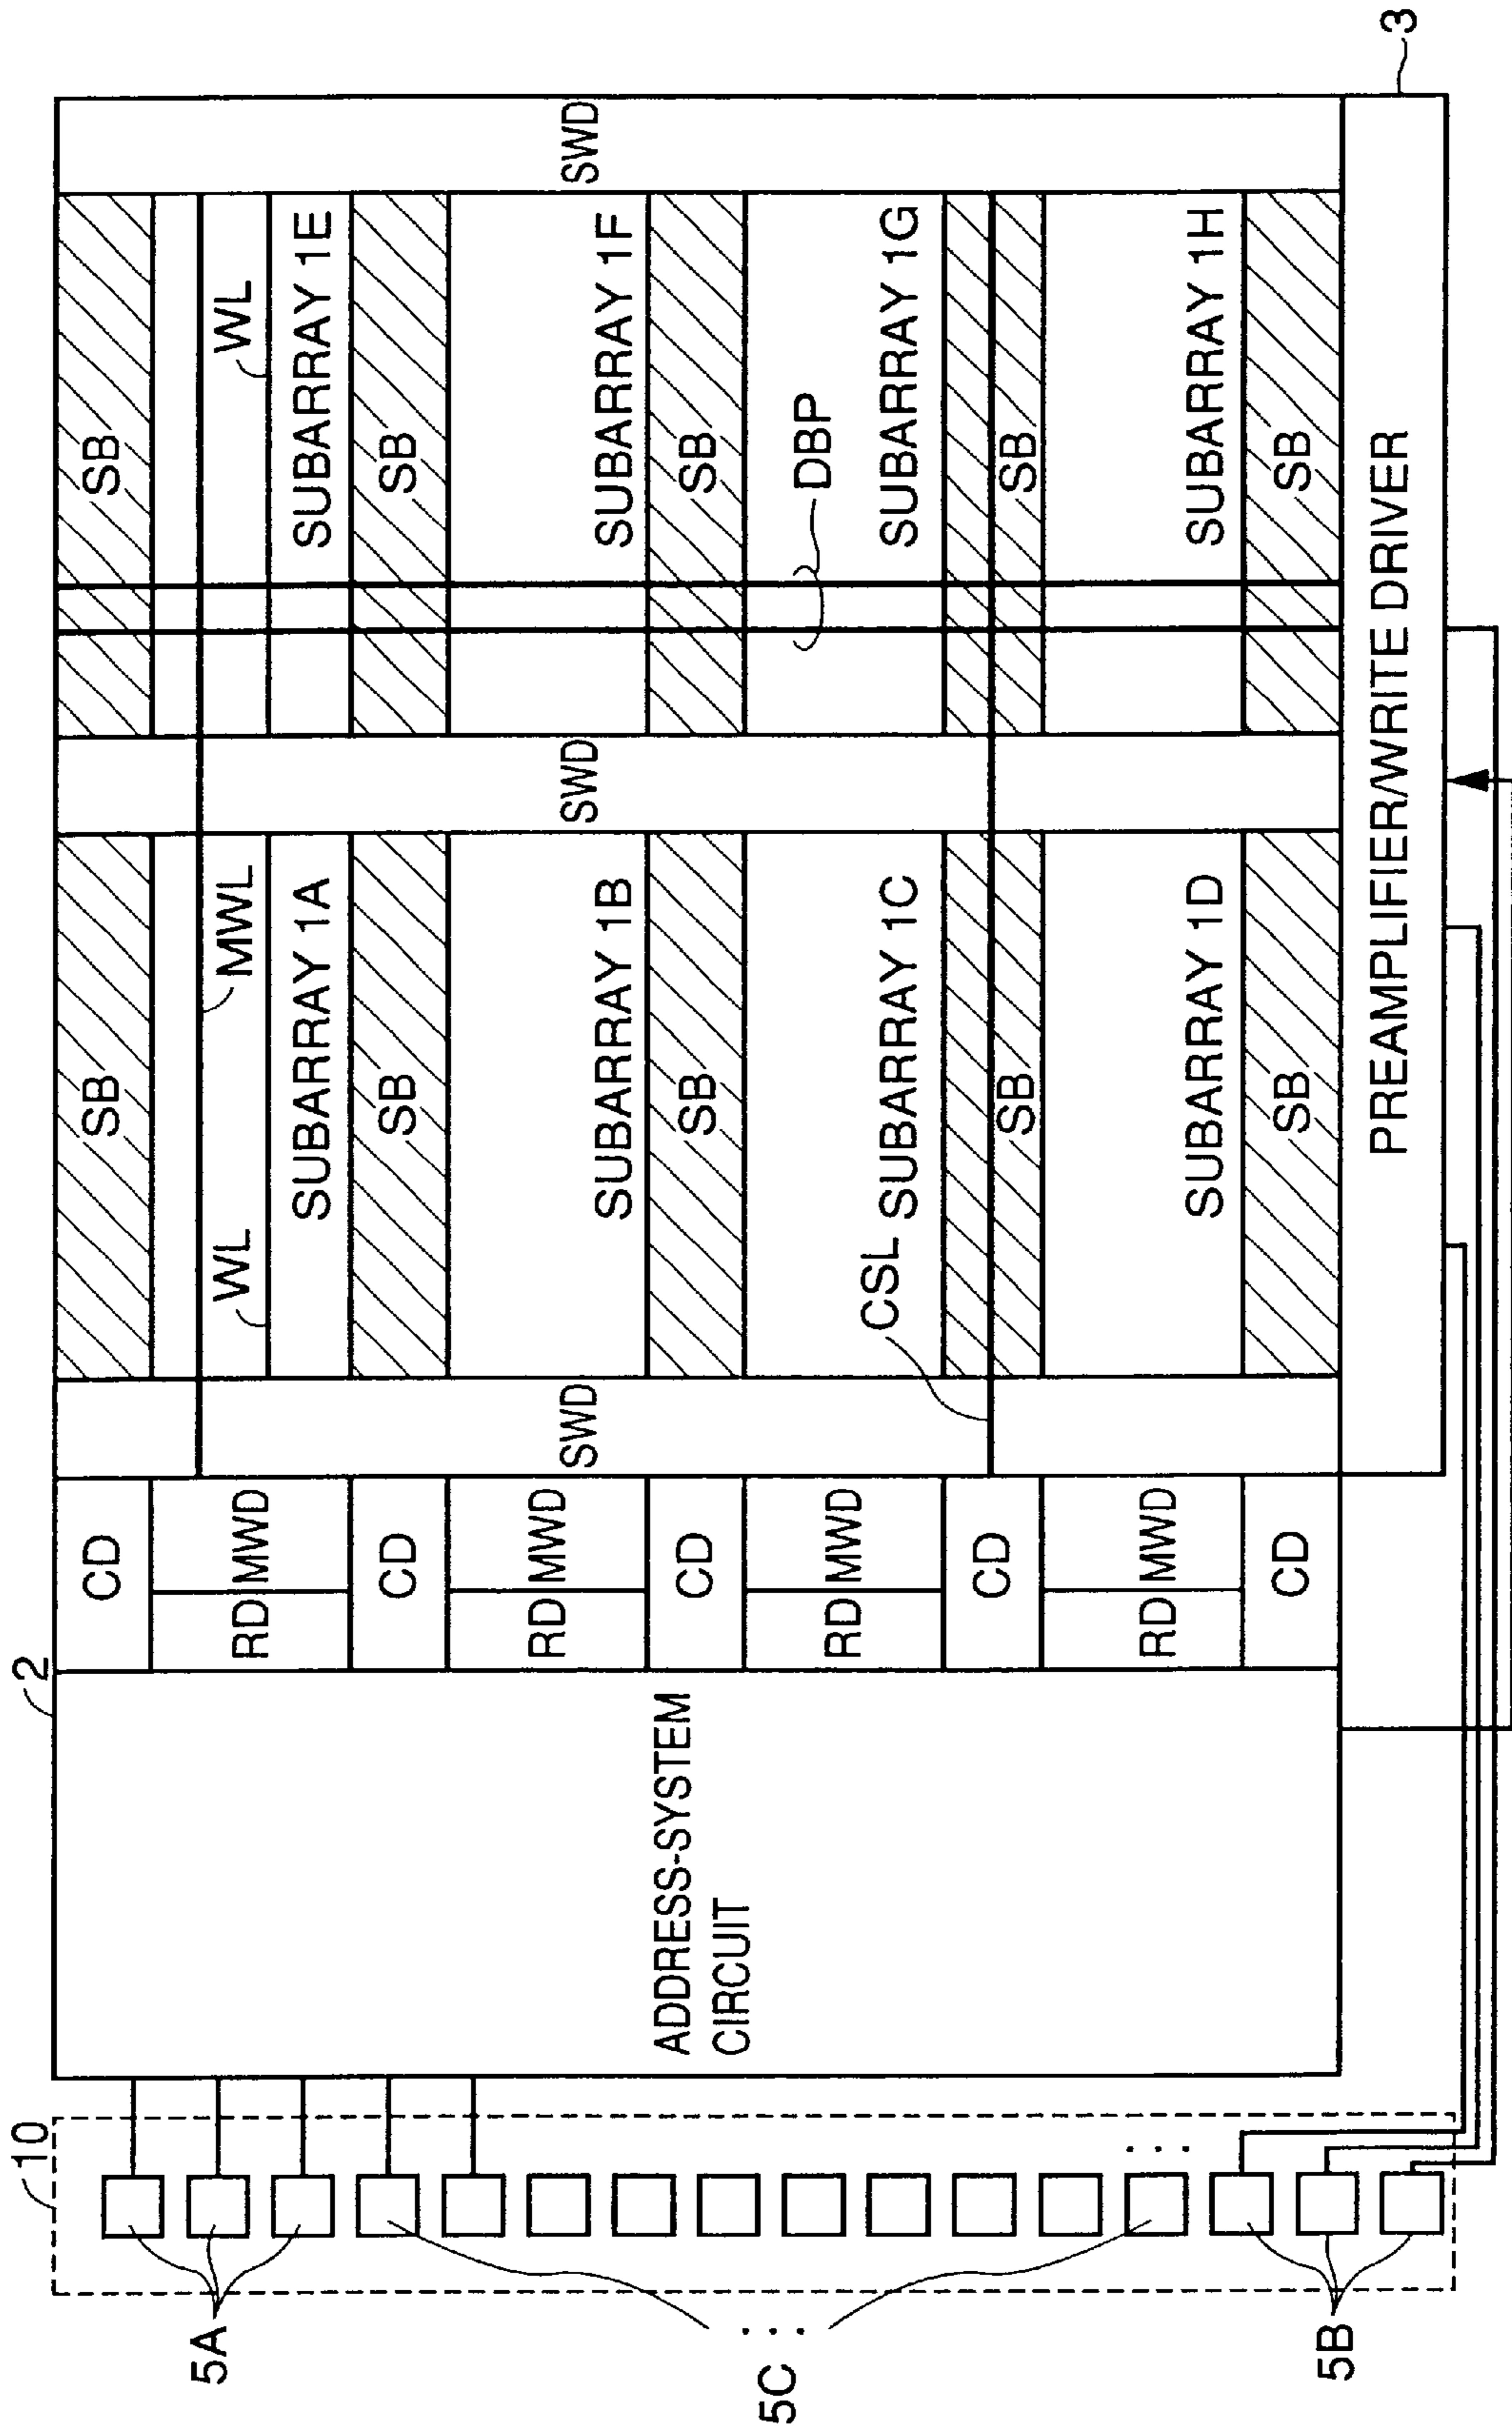 10
2
CD
SB
SB
5A
RD
MWD
WL
MWL
WL
SUBARRAY 1A
SUBARRAY 1E
CD
SB
SB
RD
MWD
SWD
SWD
SWD
SUBARRAY 1B
SUBARRAY 1F
ADDRESS-SYSTEM
CIRCUIT
CD
SB
SB
5C
...
DBP
RD
MWD
CSL
SUBARRAY 1C
SUBARRAY 1G
CD
SB
SB
...
RD
MWD
SUBARRAY 1D
SUBARRAY 1H
CD
SB
SB
5B
PREAMPLIFIER/WRITE DRIVER
3